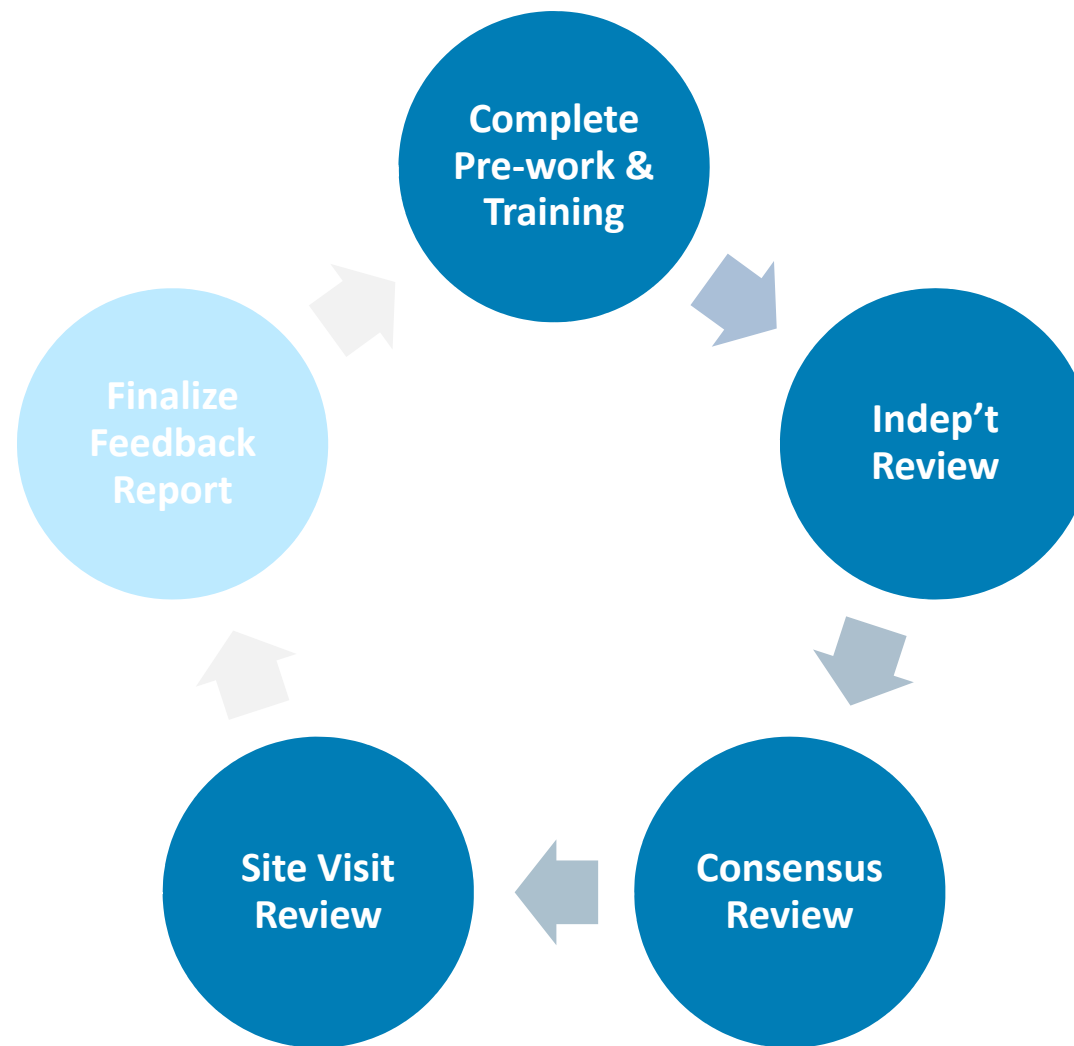 Complete
Pre-work &
Training
Indep’t
Review
Consensus
Review
Site Visit
Review
Finalize
Feedback
Report